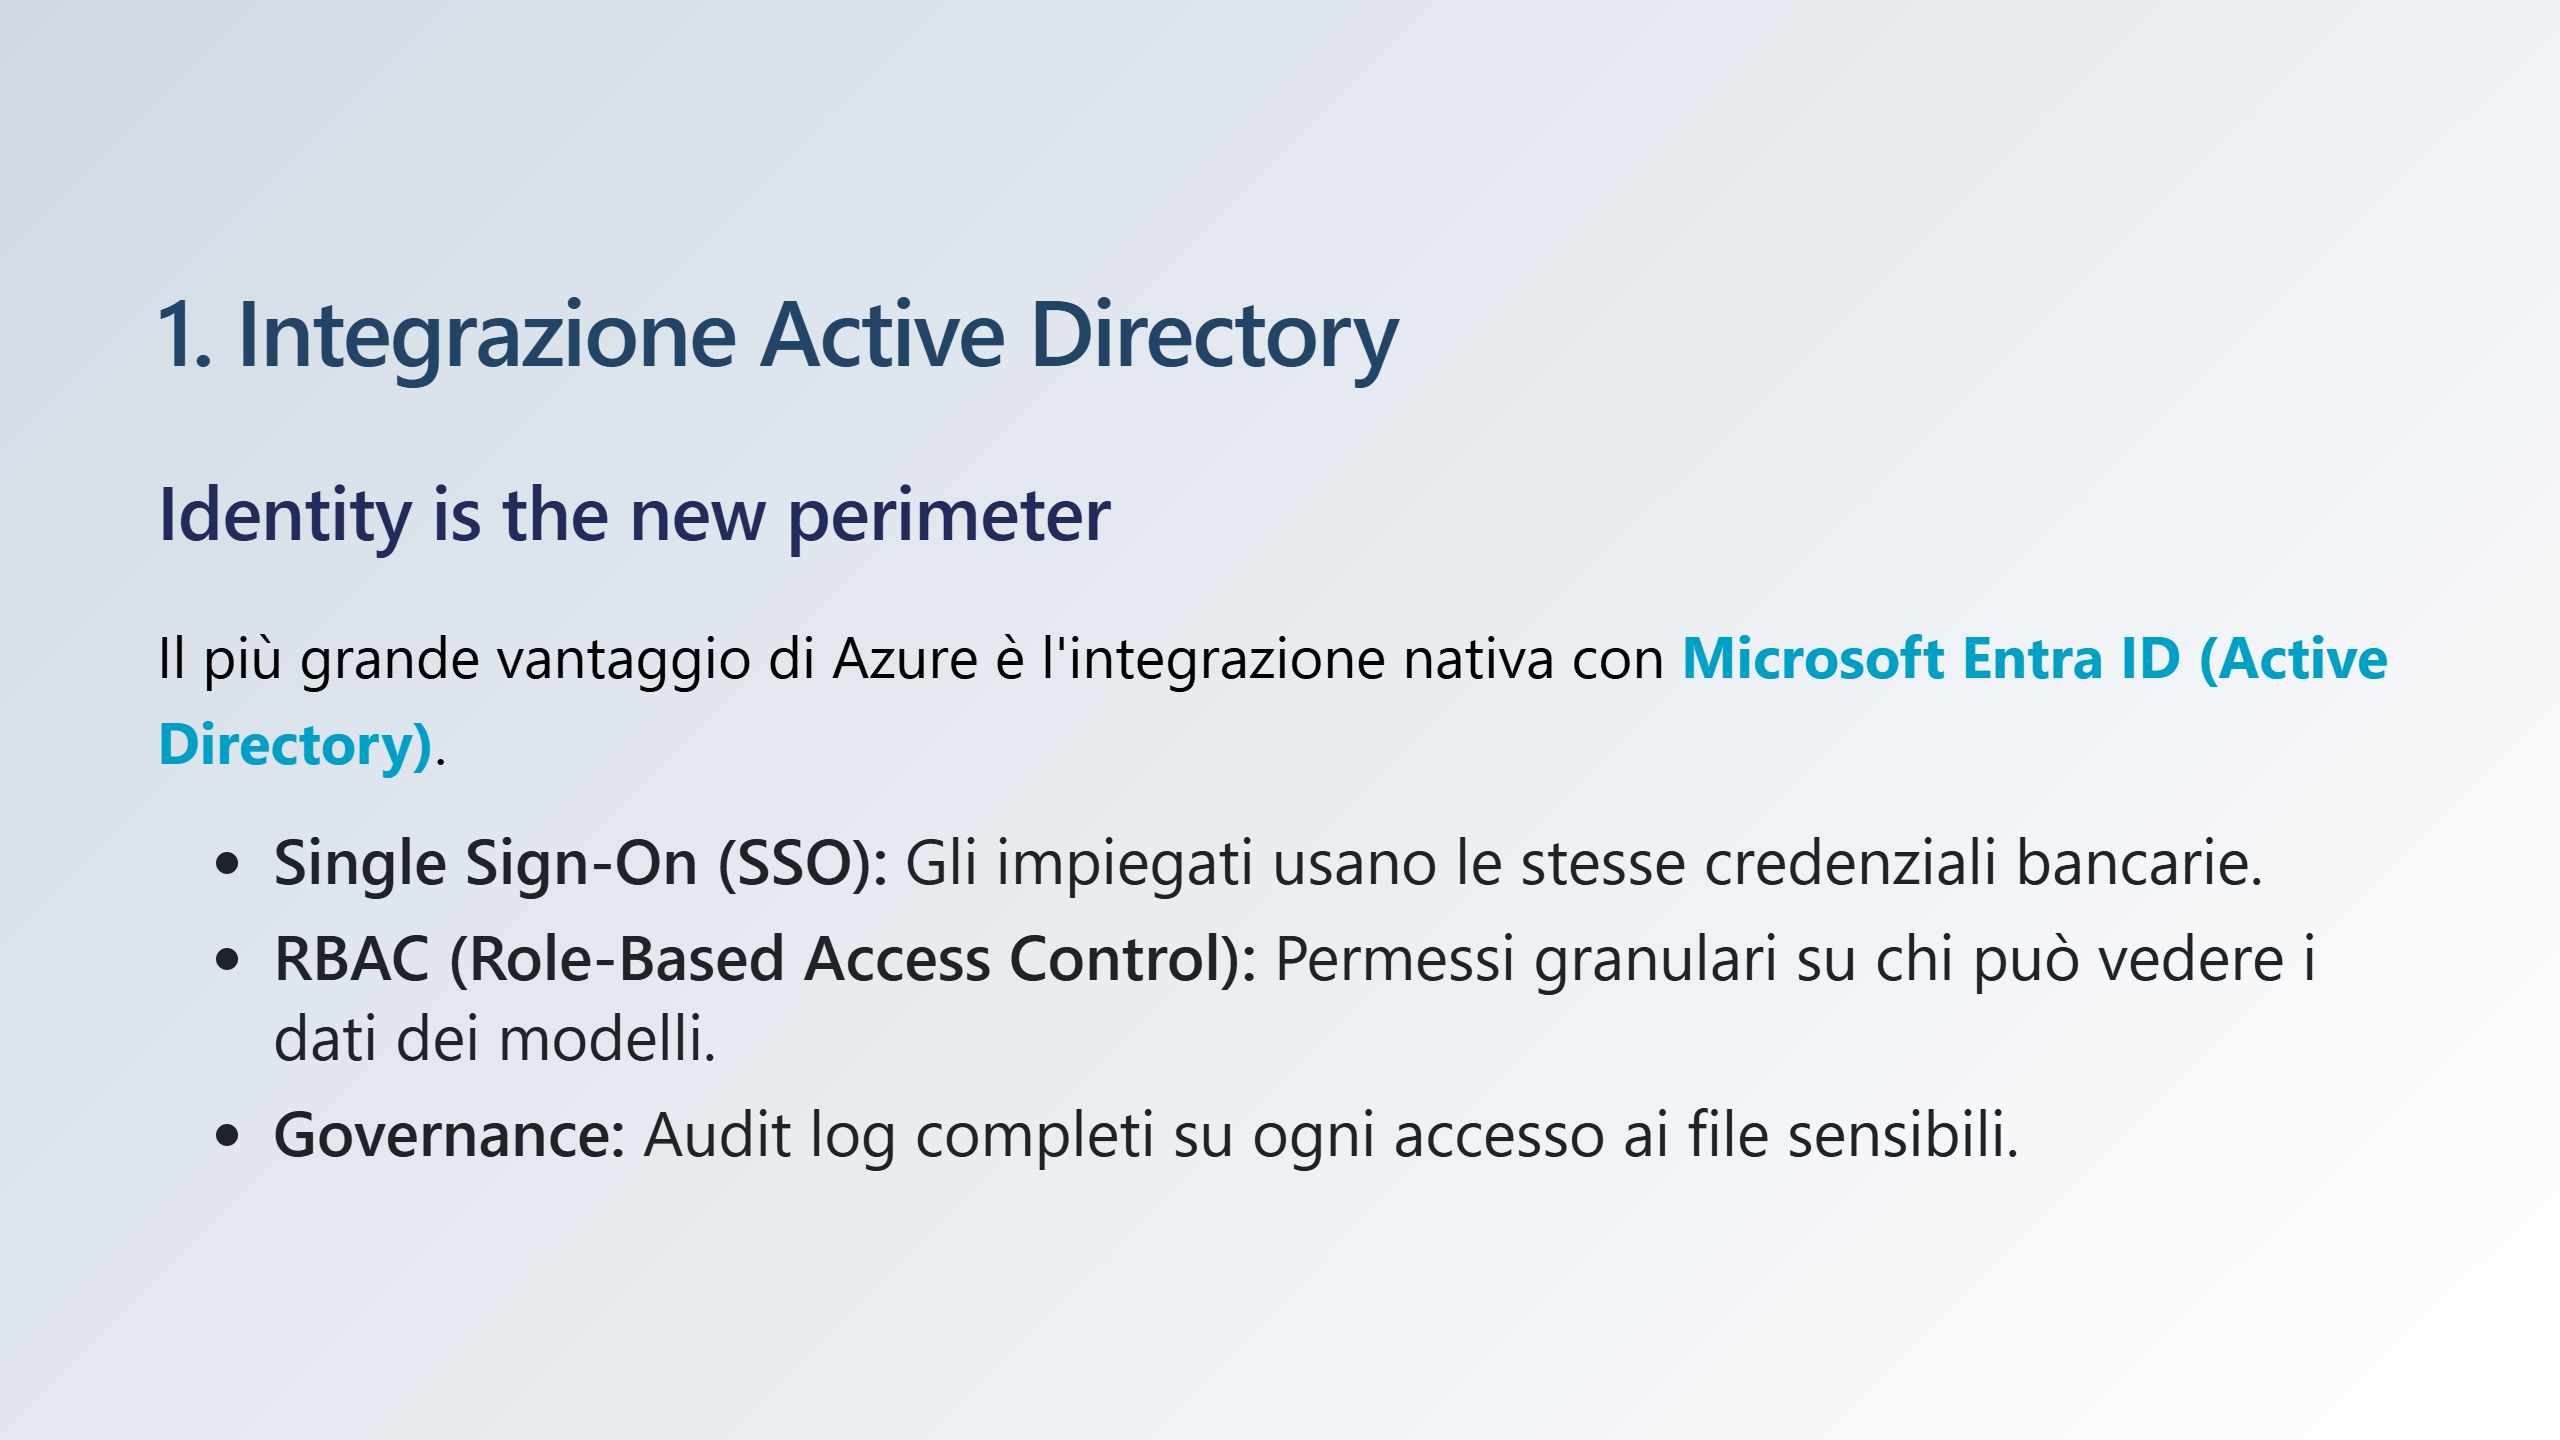 1. Integrazione Active Directory
Identity is the new perimeter
Il più grande vantaggio di Azure è l'integrazione nativa con Microsoft Entra ID (Active
Directory).
• Single Sign-On (SSO): Gli impiegati usano le stesse credenziali bancarie.
• RBAC (Role-Based Access Control): Permessi granulari su chi può vedere i
dati dei modelli.
• Governance: Audit log completi su ogni accesso ai file sensibili.